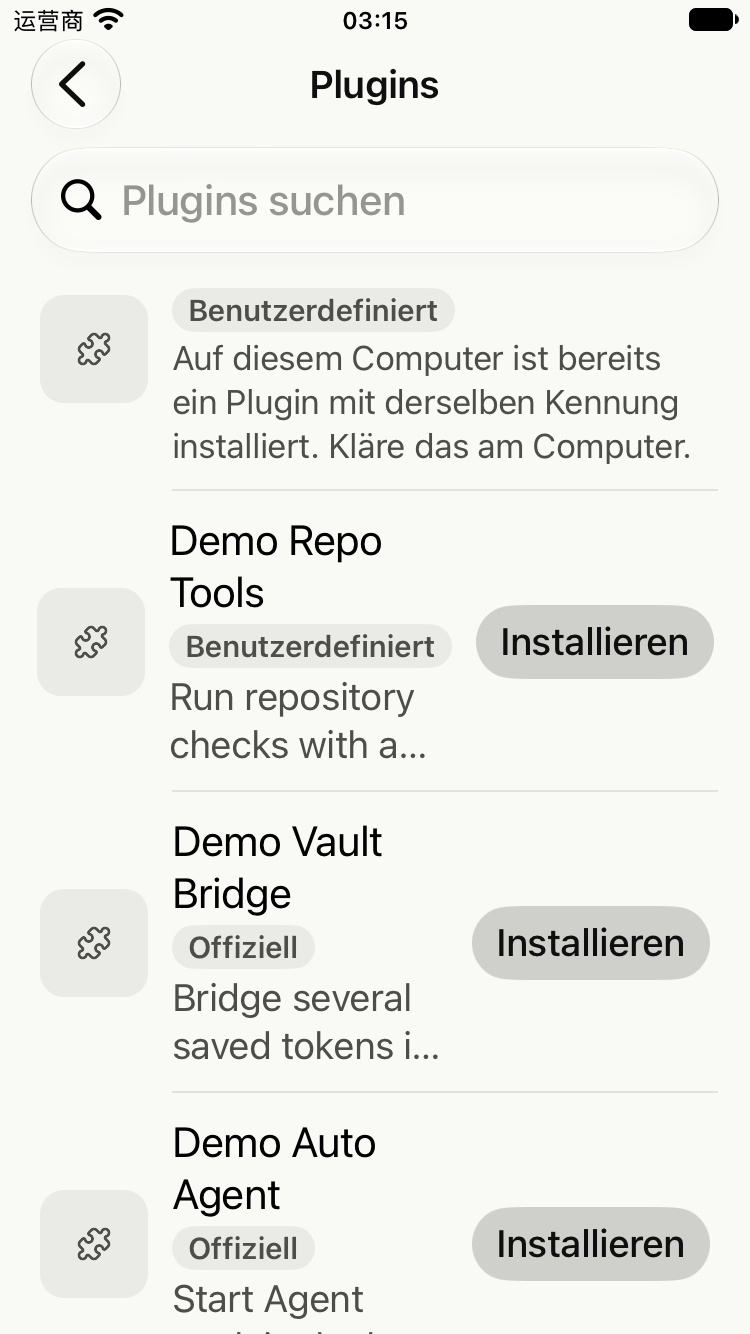 运营商
03:15
Plugins
Plugins suchen
Benutzerdefiniert
Auf diesem Computer ist bereits
ein Plugin mit derselben Kennung
installiert. Kläre das am Computer.
Demo Repo
Tools
Benutzerdefiniert
Installieren
Run repository
checks with a...
Demo Vault
Bridge
Offiziell
Installieren
Bridge several
saved tokens i...
Demo Auto
Agent
Offiziell
Installieren
Start Agent